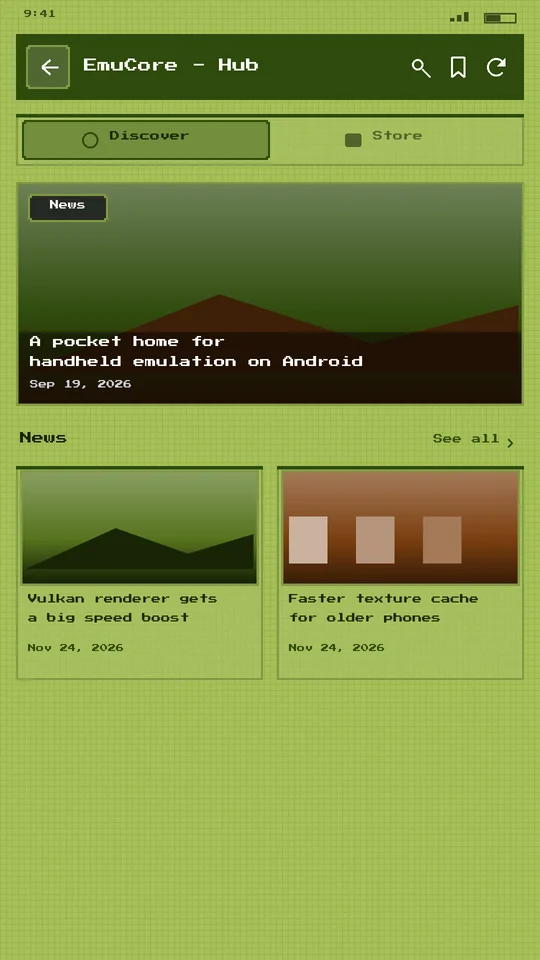 9:41
EmuCore - Hub
Discover
Store
News
A pocket home for
handheld emulation on Android
Sep 19, 2026
News
See all
Vulkan renderer gets
a big speed boost
Nov 24, 2026
Faster texture cache
for older phones
Nov 24, 2026